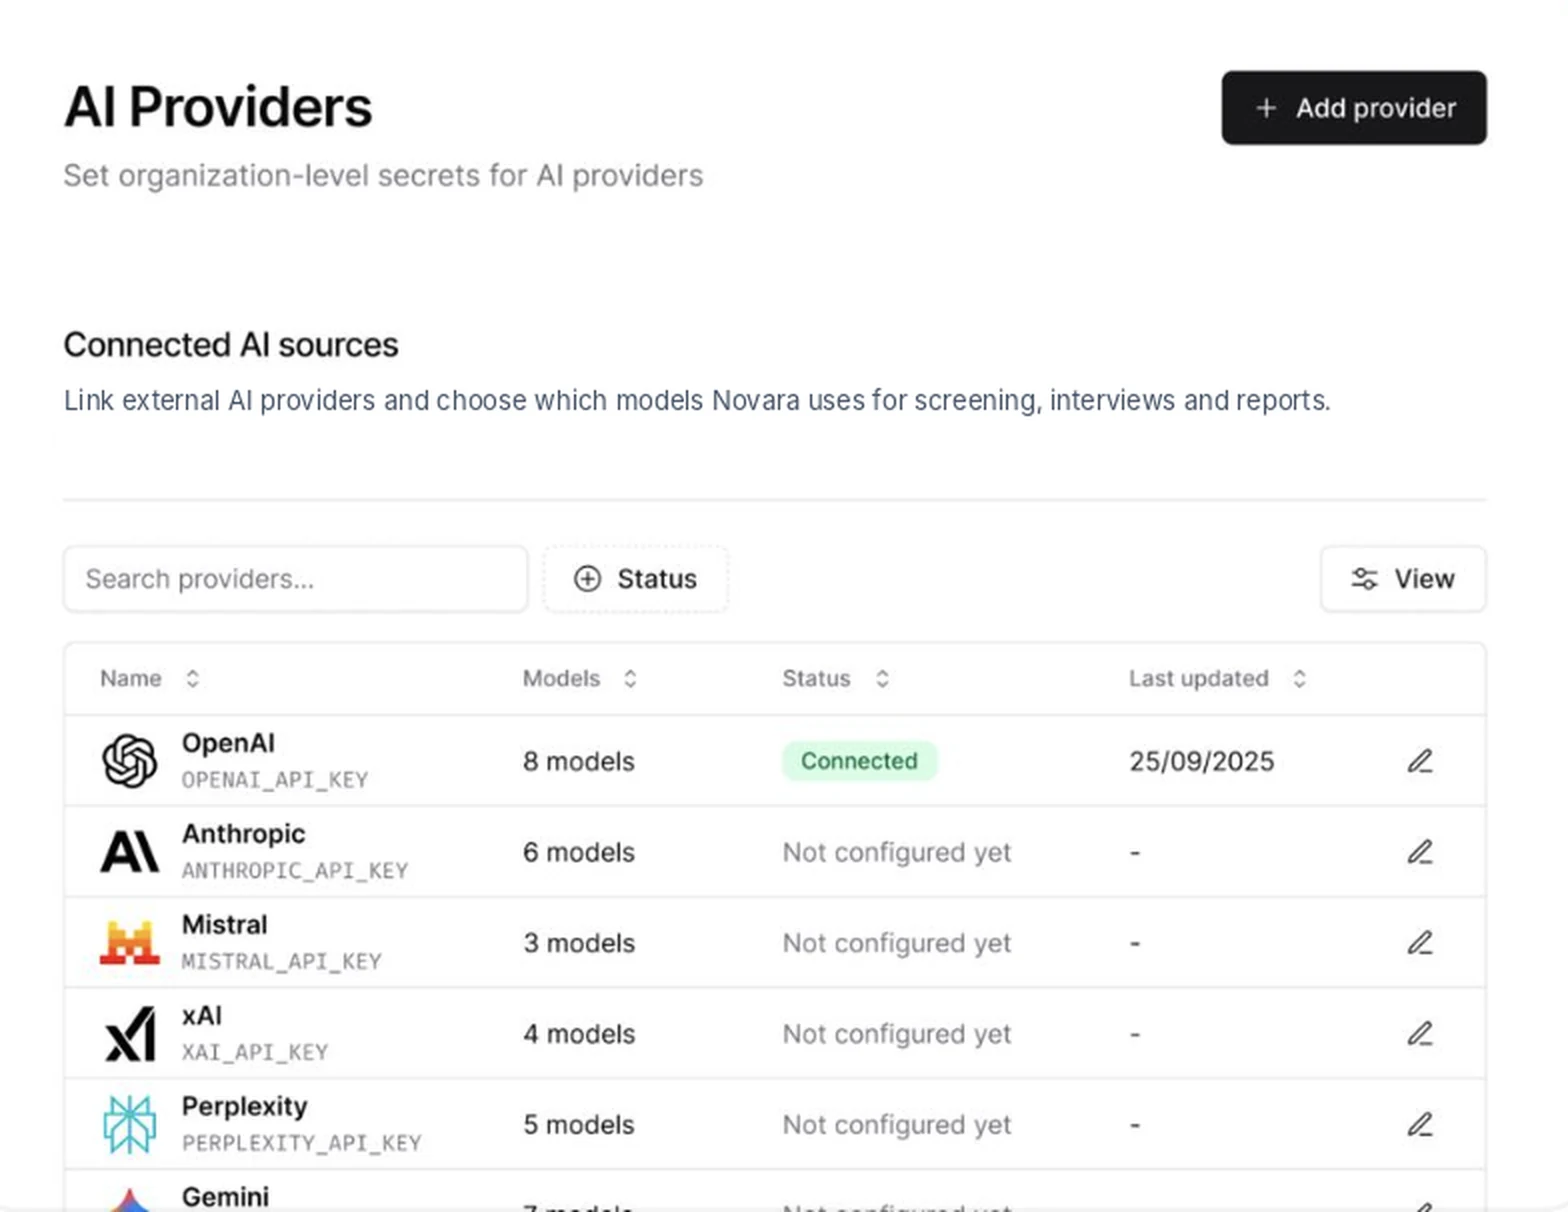 AI Providers
+ Add provider
Set organization-level secrets for AI providers
Connected AI sources
Link external AI providers and choose which models Novara uses for screening, interviews and reports.
Search providers...
Status
View
Name Models Status Last updated
OpenAI
OPENAI_API_KEY
8 models Connected 25/09/2025
Anthropic
ANTHROPIC_API_KEY
6 models Not configured yet -
Mistral
MISTRAL_API_KEY
3 models Not configured yet -
xAI
XAI_API_KEY
4 models Not configured yet -
Perplexity
PERPLEXITY_API_KEY
5 models Not configured yet -
Gemini